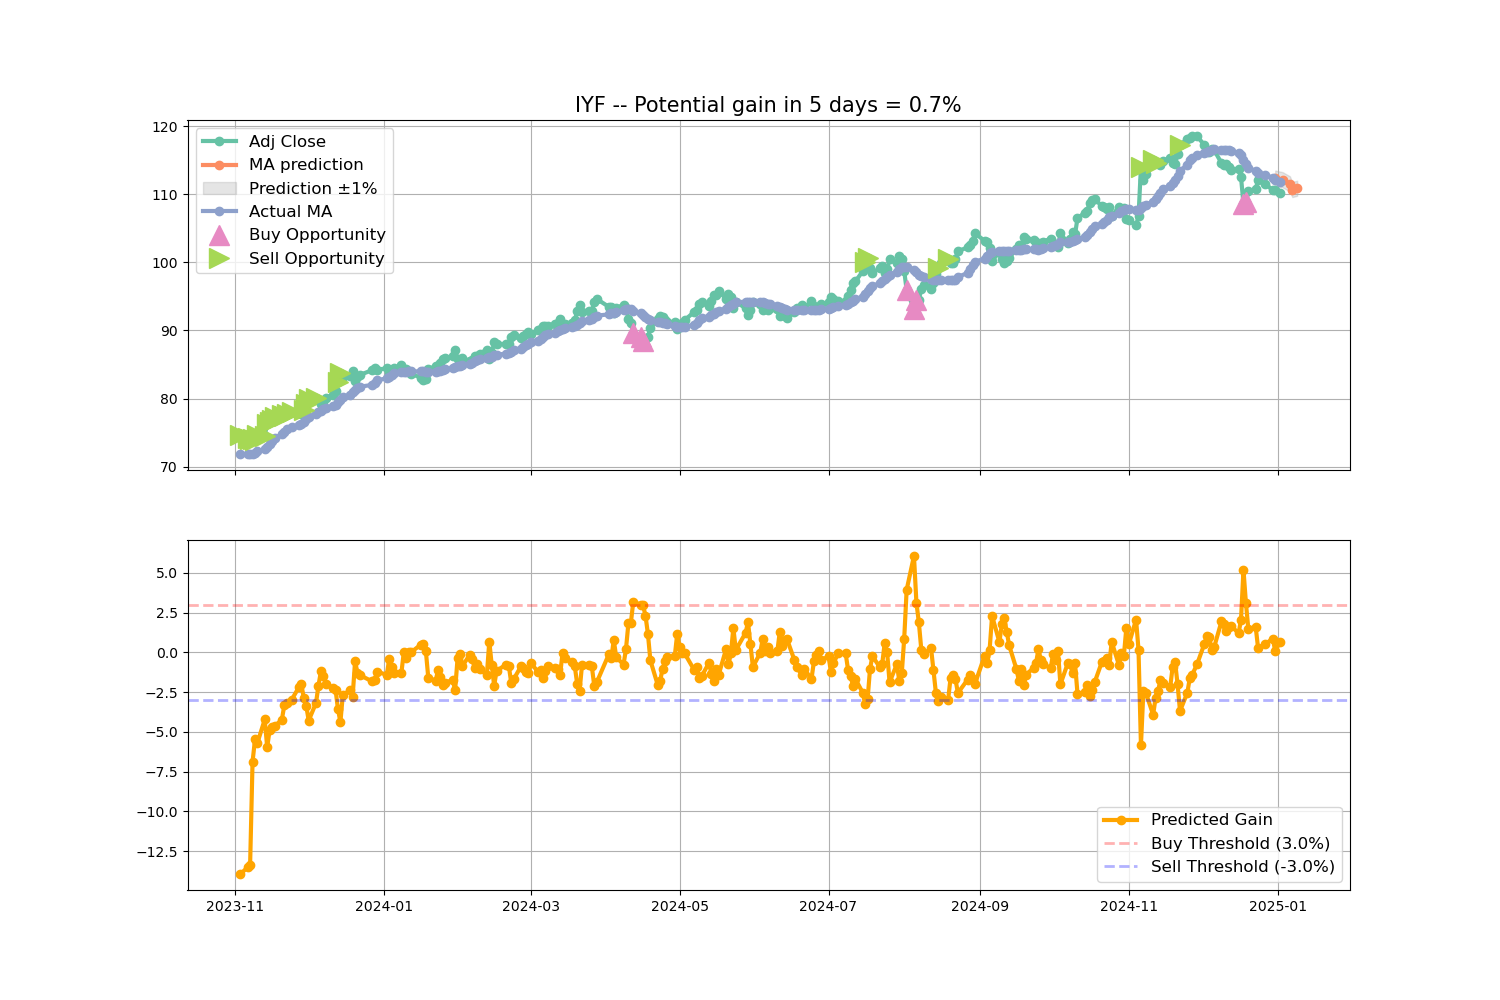 IYF -- Potential gain in 5 days = 0.7%
120
110
100
90
80
70
Adj Close
MA prediction
Prediction ±1%
Actual MA
Buy Opportunity
Sell Opportunity
5.0
2.5
0.0
−2.5
−5.0
−7.5
−10.0
−12.5
Predicted Gain
Buy Threshold (3.0%)
Sell Threshold (-3.0%)
2023-11 2024-01 2024-03 2024-05 2024-07 2024-09 2024-11 2025-01